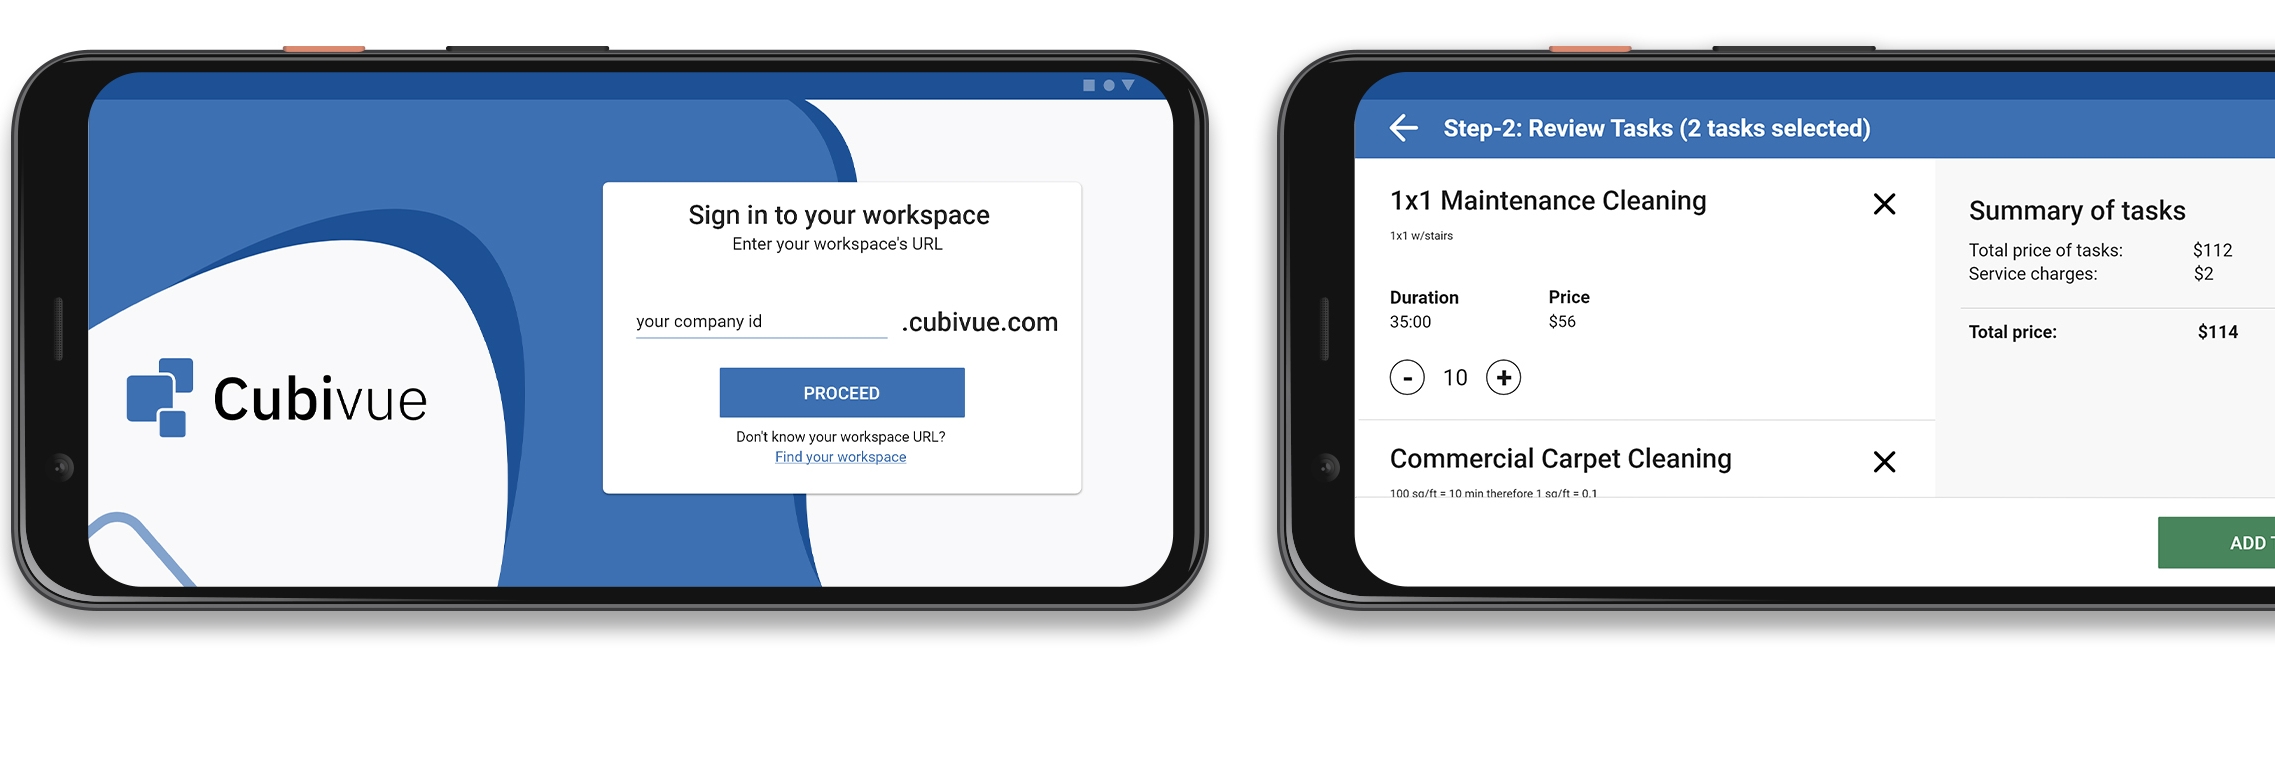 Cubivue
Sign in to your workspace
Enter your workspace's URL
your company id
.cubivue.com
PROCEED
Don't know your workspace URL?
Find your workspace
Step-2: Review Tasks (2 tasks selected)
1x1 Maintenance Cleaning
1x1 w/stairs
Duration Price
35:00 $56
- 10 +
Commercial Carpet Cleaning
100 sq/ft = 10 min therefore 1 sq/ft = 0.1
Summary of tasks
Total price of tasks: $112
Service charges: $2
Total price: $114
ADD